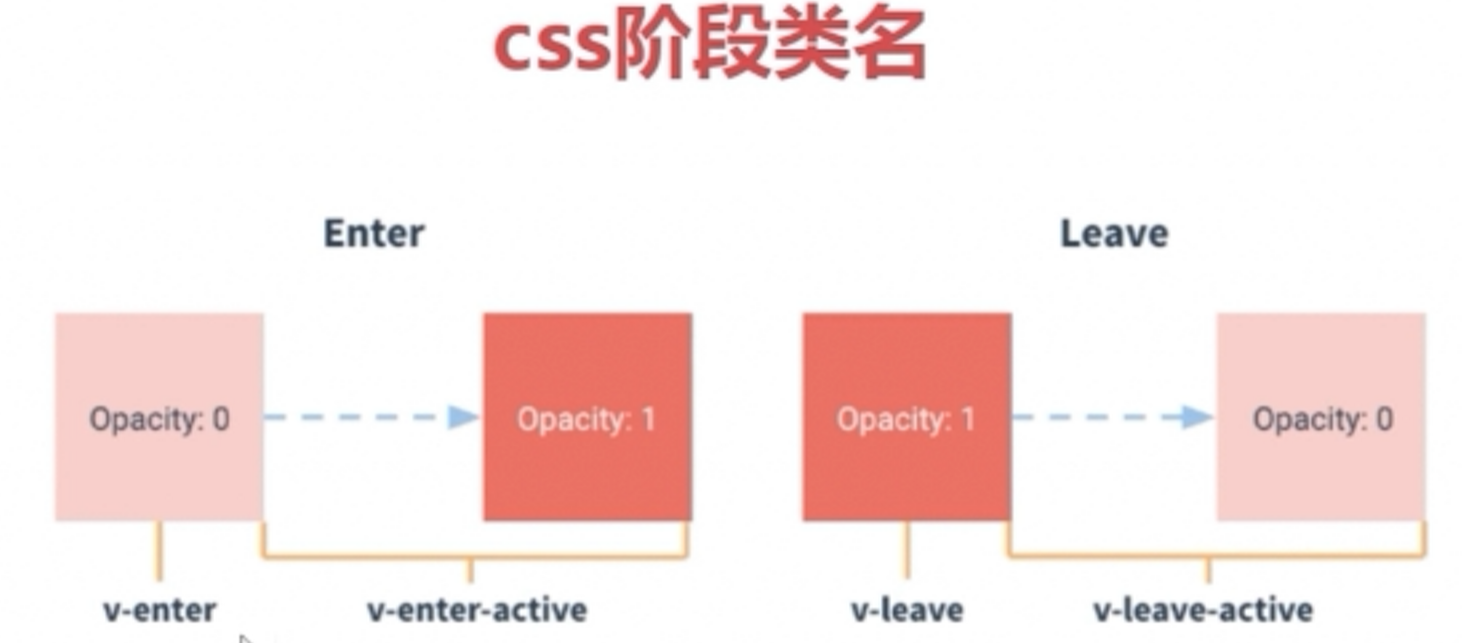 css阶段类名
Enter
Leave
Opacity: 0
Opacity: 1
Opacity: 1
Opacity: 0
v-enter
v-enter-active
v-leave
v-leave-active